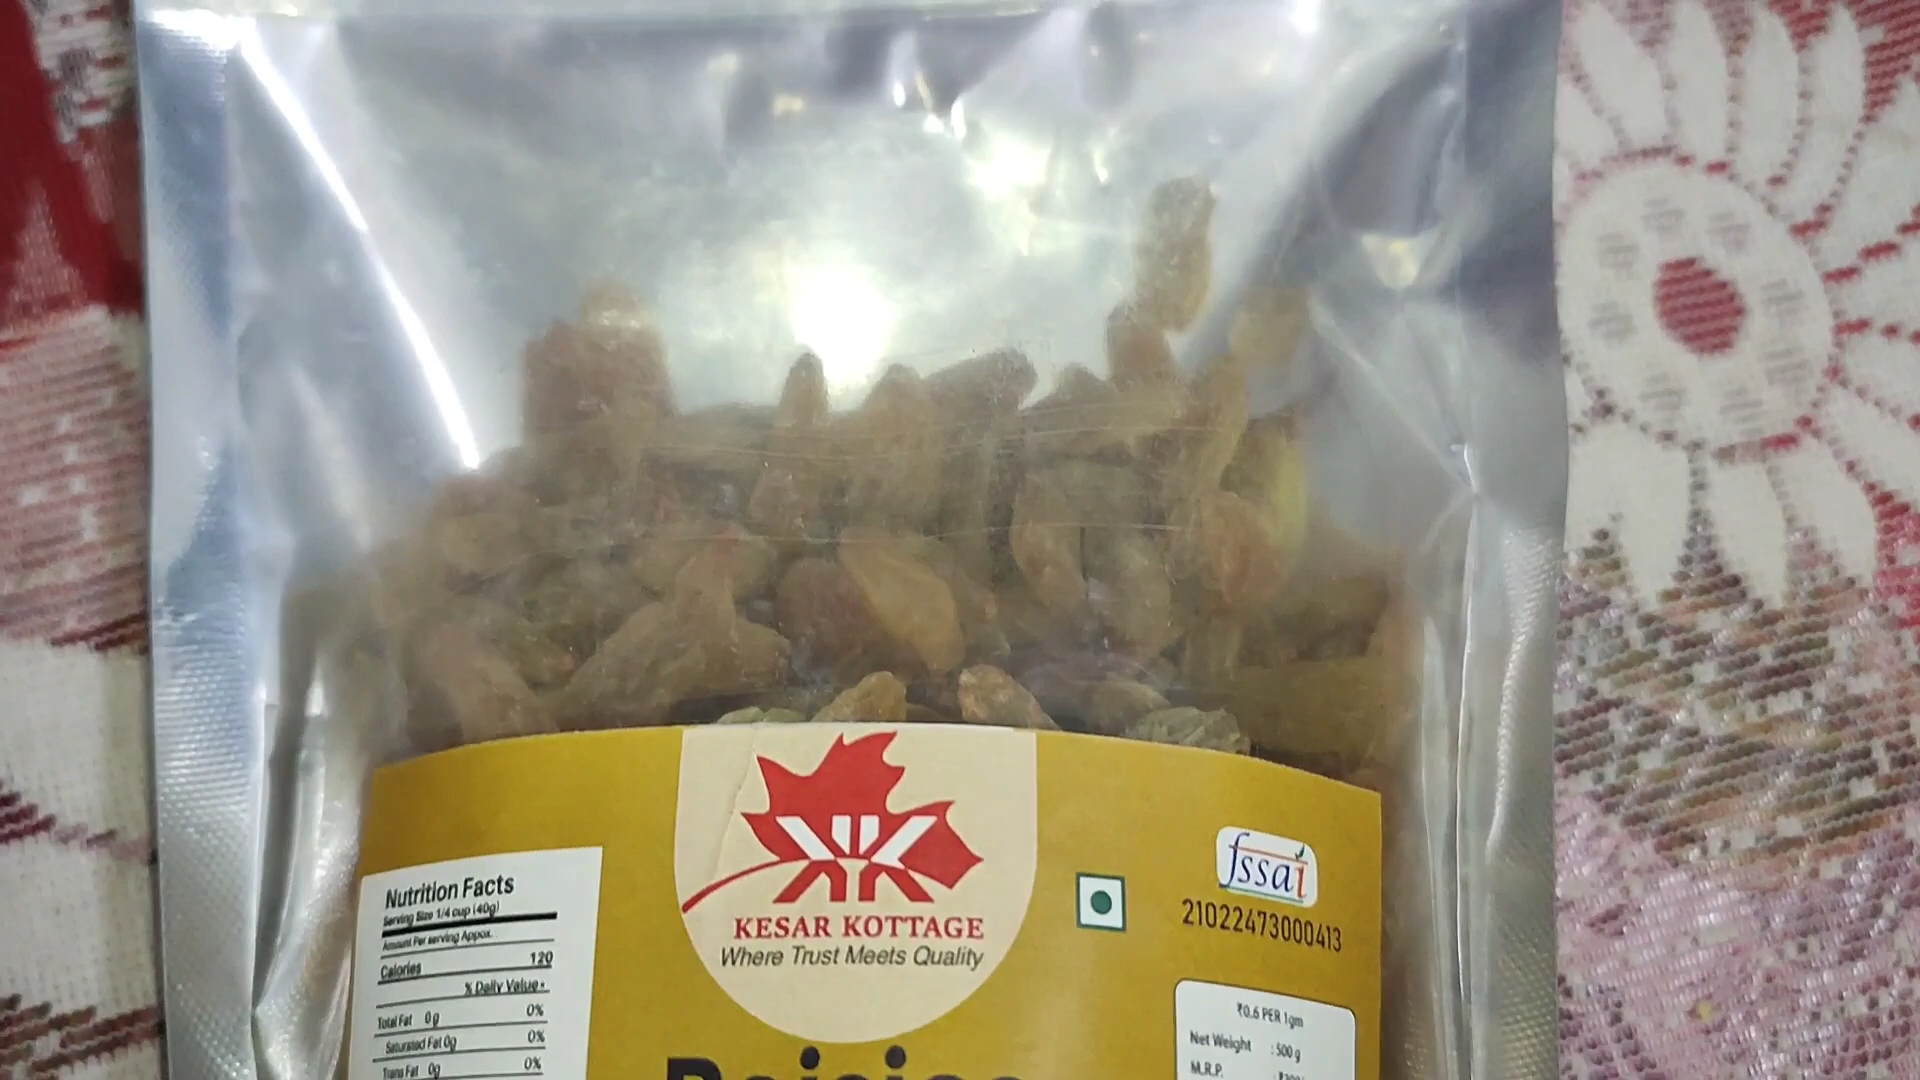 KK
KESAR KOTTAGE
Where Trust Meets Quality
Nutrition Facts
Serving Size 1/4 cup (40g)
Amount Per serving Appox.
Calories 120
% Daily Value*
Total Fat 0g 0%
Saturated Fat 0g 0%
Trans Fat 0g 0%
fssai
21022473000413
₹0.6 PER 1gm
Net Weight : 500 g
M.R.P.